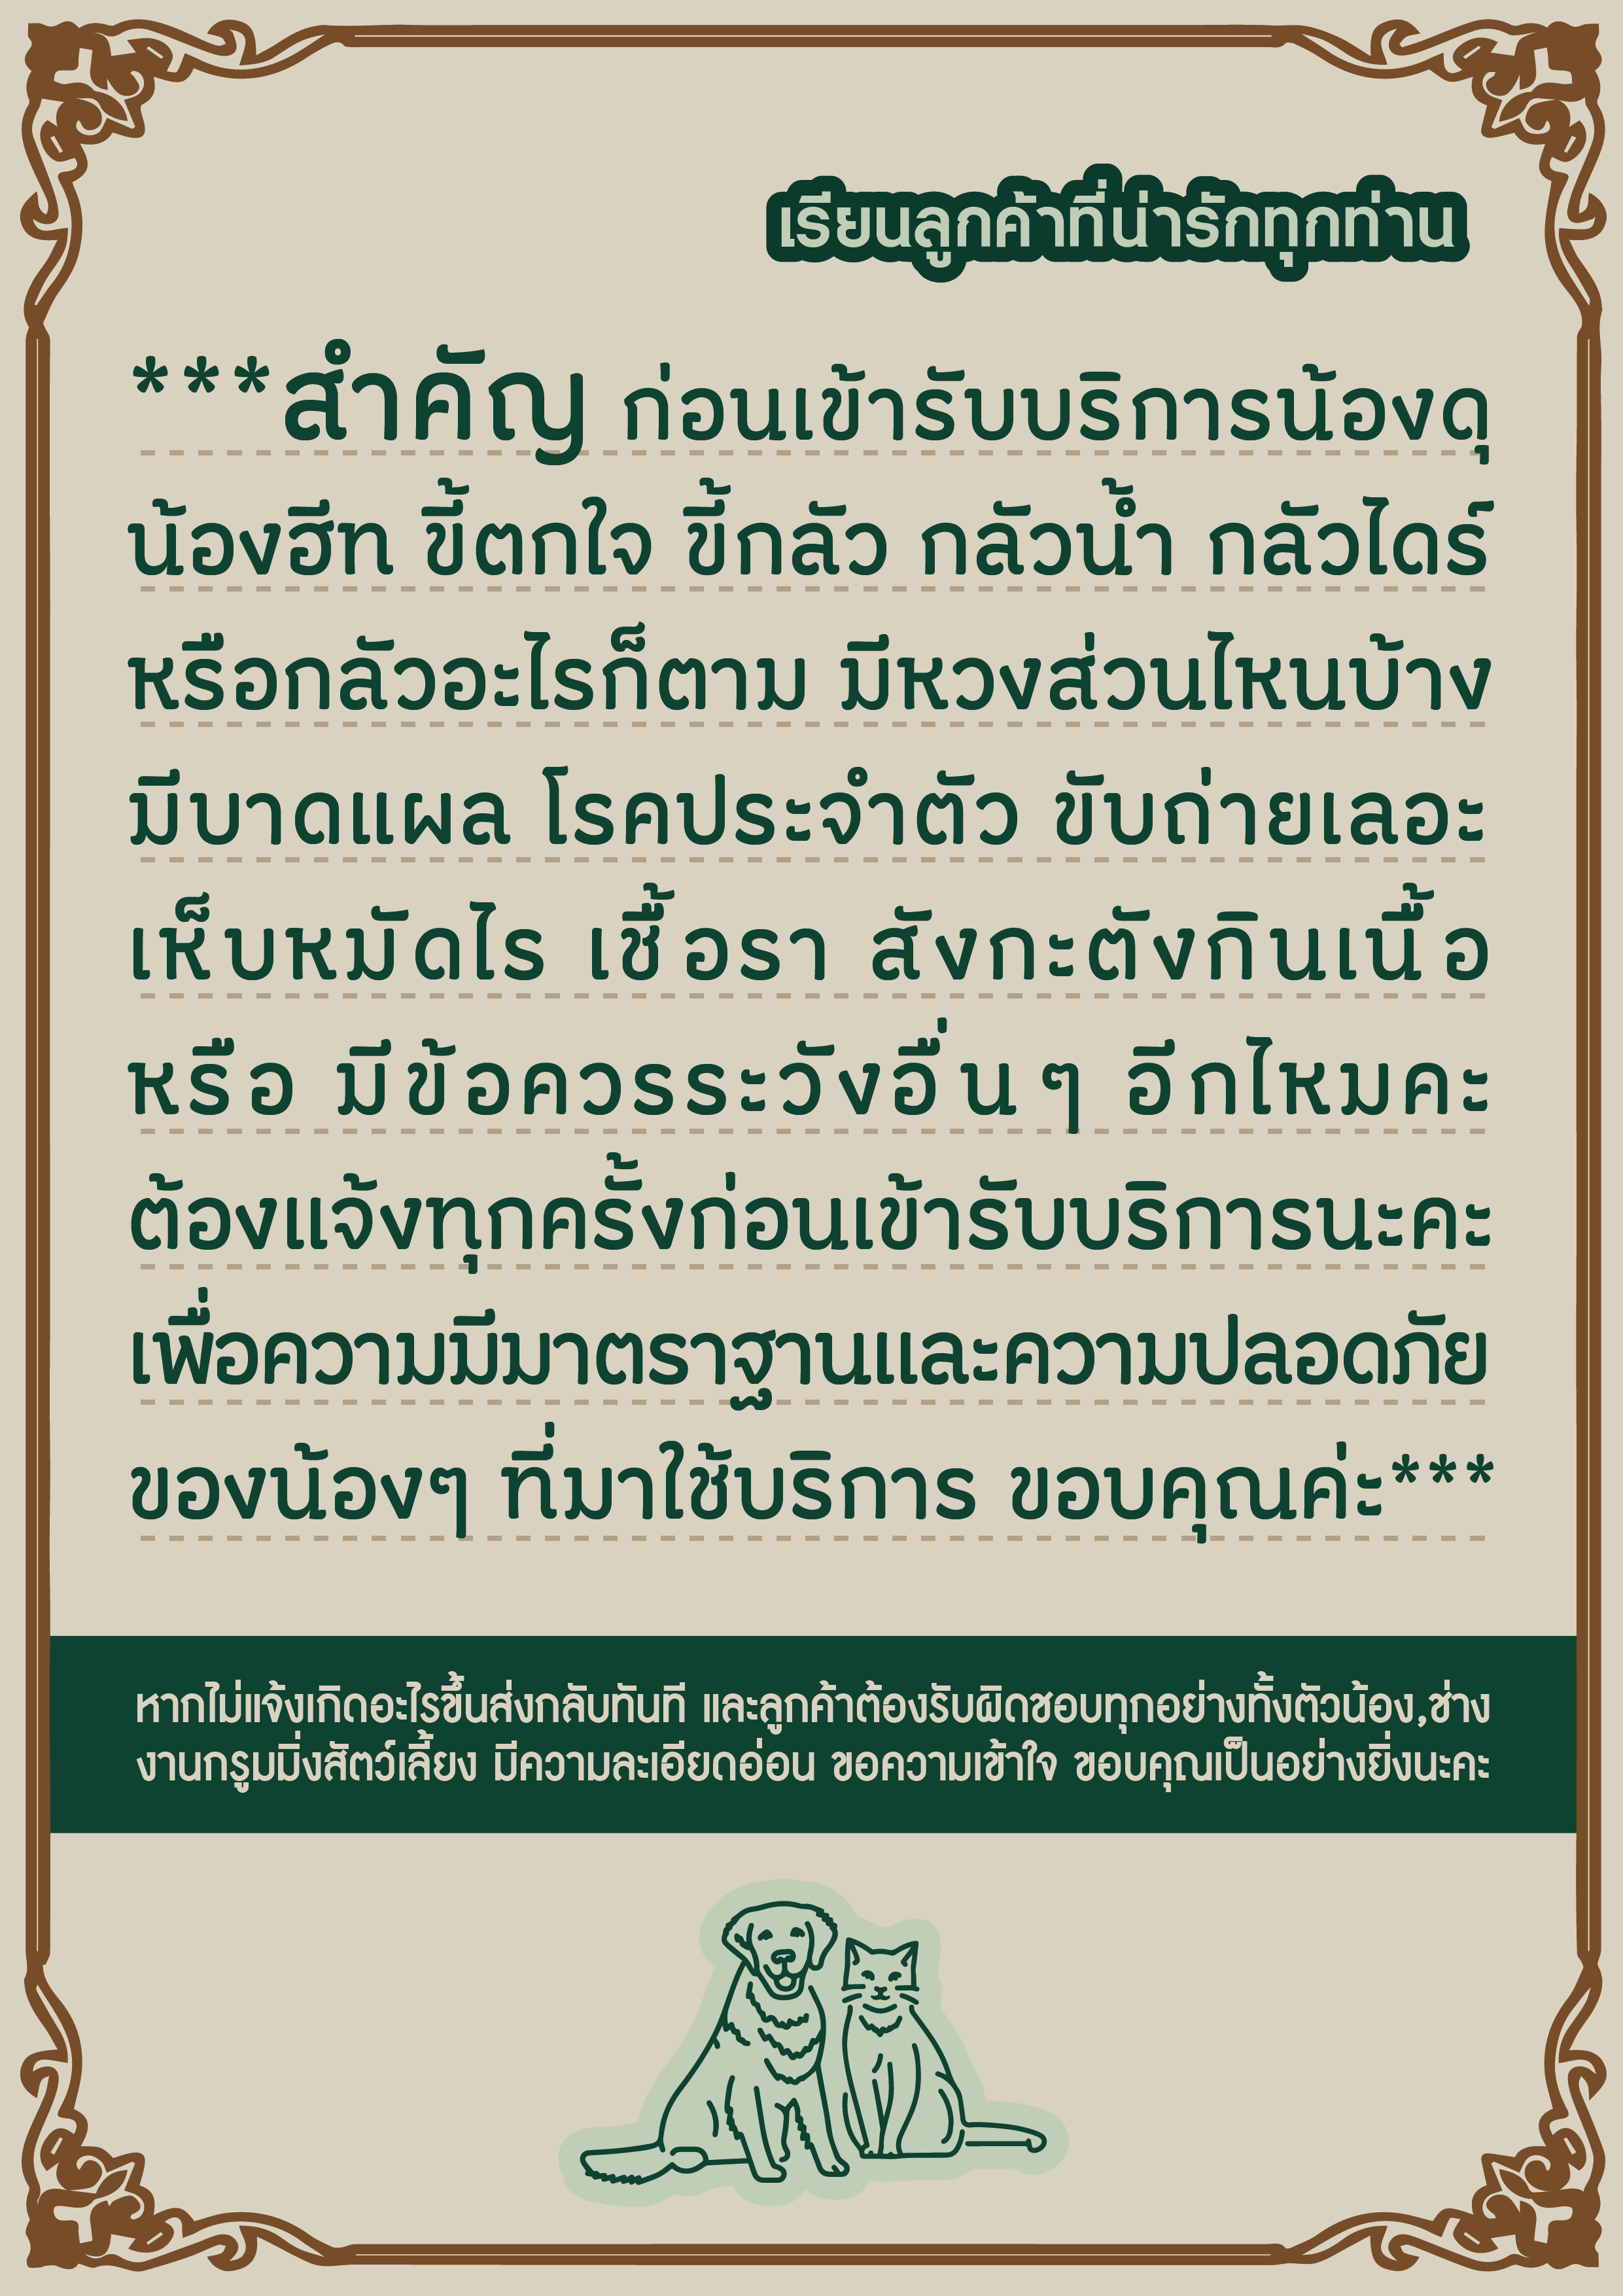 เรียนลูกค้าที่น่ารักทุกท่าน
***สำคัญ ก่อนเข้ารับบริการน้องดุ
น้องฮีท ขี้ตกใจ ขี้กลัว กลัวน้ำ กลัวไดร์
หรือกลัวอะไรก็ตาม มีหวงส่วนไหนบ้าง
มีบาดแผล โรคประจำตัว ขับถ่ายเลอะ
เห็บหมัดไร เชื้อรา สังกะตังกินเนื้อ
หรือ มีข้อควรระวังอื่นๆ อีกไหมคะ
ต้องแจ้งทุกครั้งก่อนเข้ารับบริการนะคะ
เพื่อความมีมาตราฐานและความปลอดภัย
ของน้องๆ ที่มาใช้บริการ ขอบคุณค่ะ***
หากไม่แจ้งเกิดอะไรขึ้นส่งกลับทันที และลูกค้าต้องรับผิดชอบทุกอย่างทั้งตัวน้อง,ช่าง
งานกรูมมิ่งสัตว์เลี้ยง มีความละเอียดอ่อน ขอความเข้าใจ ขอบคุณเป็นอย่างยิ่งนะคะ